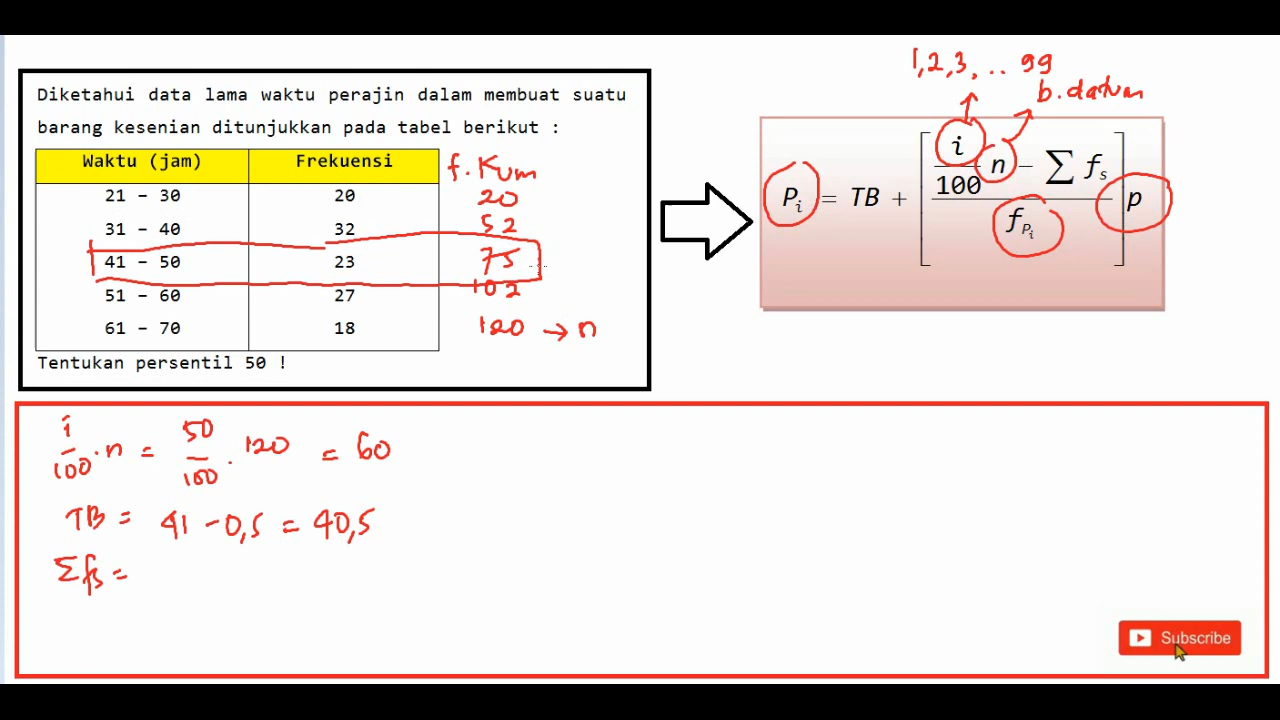 Diketahui data lama waktu perajin dalam membuat suatu
barang kesenian ditunjukkan pada tabel berikut :
Waktu (jam) Frekuensi f. Kum
21 – 30 20 20
31 – 40 32 52
41 – 50 23 75
51 – 60 27 102
61 – 70 18 120 → n
Tentukan persentil 50 !
1, 2, 3, .. 99
b. datum
P_i = TB + [ (i/100 n − ∑ f_s) / f_{P_i} ] p
i/100 . n = 50/100 . 120 = 60
TB = 41 - 0,5 = 40,5
Σfs =
Subscribe